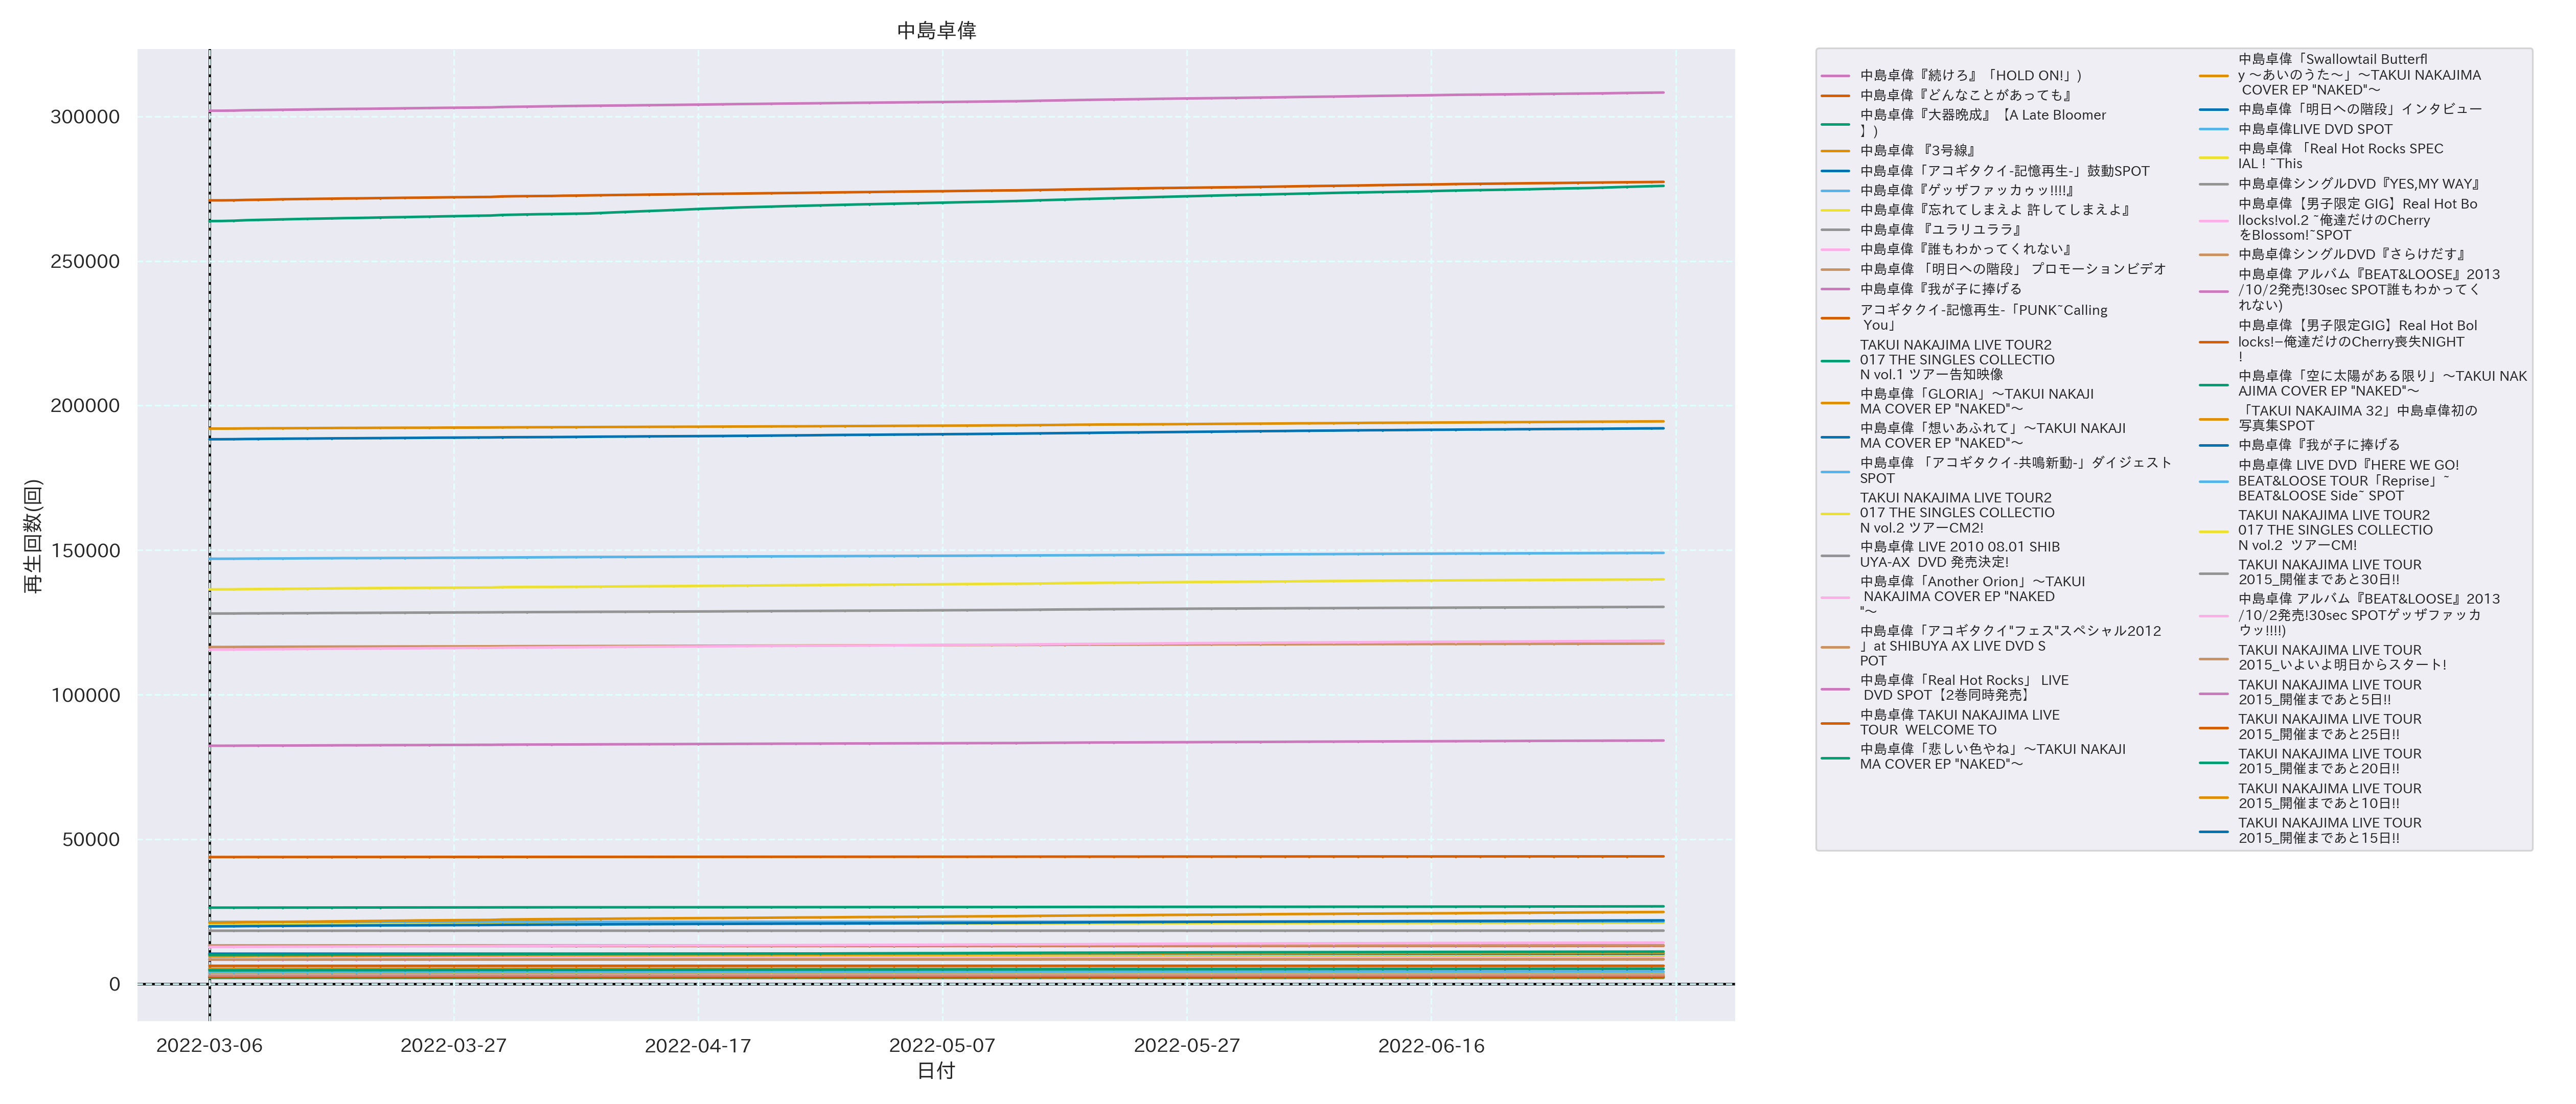 中島卓偉
300000
250000
200000
150000
100000
50000
0
再生回数(回)
2022-03-06
2022-03-27
2022-04-17
2022-05-07
2022-05-27
2022-06-16
日付
中島卓偉『続けろ』「HOLD ON!」)
中島卓偉『どんなことがあっても』
中島卓偉『大器晩成』【A Late Bloomer
】)
中島卓偉 『3号線』
中島卓偉「アコギタクイ-記憶再生-」鼓動SPOT
中島卓偉『ゲッザファッカゥッ!!!!』
中島卓偉『忘れてしまえよ 許してしまえよ』
中島卓偉 『ユラリユララ』
中島卓偉『誰もわかってくれない』
中島卓偉 「明日への階段」 プロモーションビデオ
中島卓偉『我が子に捧げる
アコギタクイ-記憶再生-「PUNK~Calling
You」
TAKUI NAKAJIMA LIVE TOUR2
017 THE SINGLES COLLECTIO
N vol.1 ツアー告知映像
中島卓偉「GLORIA」〜TAKUI NAKAJI
MA COVER EP "NAKED"〜
中島卓偉「想いあふれて」〜TAKUI NAKAJI
MA COVER EP "NAKED"〜
中島卓偉 「アコギタクイ-共鳴新動-」ダイジェスト
SPOT
TAKUI NAKAJIMA LIVE TOUR2
017 THE SINGLES COLLECTIO
N vol.2 ツアーCM2!
中島卓偉 LIVE 2010 08.01 SHIB
UYA-AX  DVD 発売決定!
中島卓偉「Another Orion」〜TAKUI
NAKAJIMA COVER EP "NAKED
"〜
中島卓偉「アコギタクイ"フェス"スペシャル2012
」at SHIBUYA AX LIVE DVD S
POT
中島卓偉「Real Hot Rocks」 LIVE
DVD SPOT【2巻同時発売】
中島卓偉 TAKUI NAKAJIMA LIVE
TOUR  WELCOME TO
中島卓偉「悲しい色やね」〜TAKUI NAKAJI
MA COVER EP "NAKED"〜
中島卓偉「Swallowtail Butterfl
y 〜あいのうた〜」〜TAKUI NAKAJIMA
COVER EP "NAKED"〜
中島卓偉「明日への階段」インタビュー
中島卓偉LIVE DVD SPOT
中島卓偉 「Real Hot Rocks SPEC
IAL ! ~This
中島卓偉シングルDVD『YES,MY WAY』
中島卓偉【男子限定 GIG】Real Hot Bo
llocks!vol.2 ~俺達だけのCherry
をBlossom!~SPOT
中島卓偉シングルDVD『さらけだす』
中島卓偉 アルバム『BEAT&LOOSE』2013
/10/2発売!30sec SPOT誰もわかってく
れない)
中島卓偉【男子限定GIG】Real Hot Bol
locks!−俺達だけのCherry喪失NIGHT
!
中島卓偉「空に太陽がある限り」〜TAKUI NAK
AJIMA COVER EP "NAKED"〜
「TAKUI NAKAJIMA 32」中島卓偉初の
写真集SPOT
中島卓偉『我が子に捧げる
中島卓偉 LIVE DVD『HERE WE GO!
BEAT&LOOSE TOUR「Reprise」~
BEAT&LOOSE Side~ SPOT
TAKUI NAKAJIMA LIVE TOUR2
017 THE SINGLES COLLECTIO
N vol.2  ツアーCM!
TAKUI NAKAJIMA LIVE TOUR
2015_開催まであと30日!!
中島卓偉 アルバム『BEAT&LOOSE』2013
/10/2発売!30sec SPOTゲッザファッカ
ウッ!!!!)
TAKUI NAKAJIMA LIVE TOUR
2015_いよいよ明日からスタート!
TAKUI NAKAJIMA LIVE TOUR
2015_開催まであと5日!!
TAKUI NAKAJIMA LIVE TOUR
2015_開催まであと25日!!
TAKUI NAKAJIMA LIVE TOUR
2015_開催まであと20日!!
TAKUI NAKAJIMA LIVE TOUR
2015_開催まであと10日!!
TAKUI NAKAJIMA LIVE TOUR
2015_開催まであと15日!!